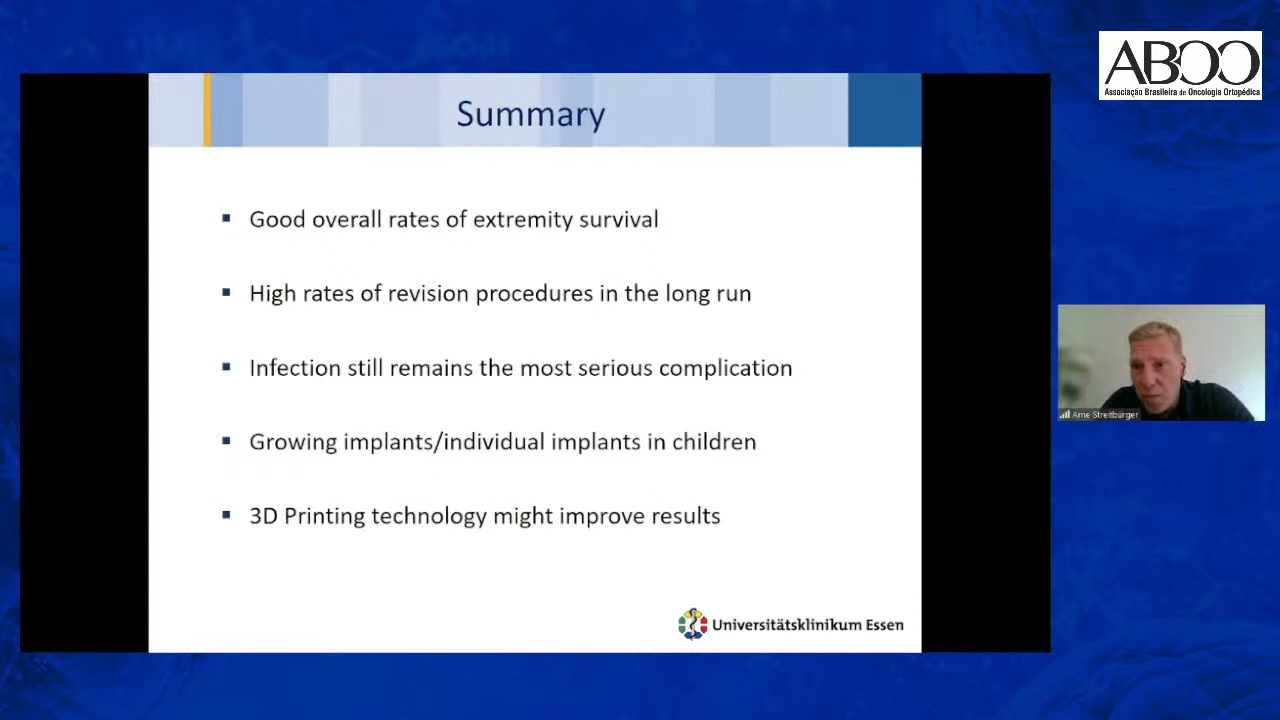 ABOO
Associação Brasileira de Oncologia Ortopédica
Summary
Good overall rates of extremity survival
High rates of revision procedures in the long run
Infection still remains the most serious complication
Growing implants/individual implants in children
3D Printing technology might improve results
Universitätsklinikum Essen
Arne Streitbürger